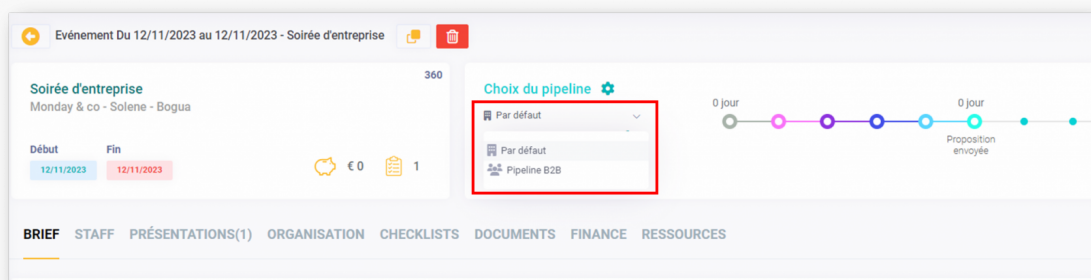 Evénement Du 12/11/2023 au 12/11/2023 - Soirée d'entreprise
360
Soirée d'entreprise
Monday & co - Solene - Bogua
Début
Fin
12/11/2023
12/11/2023
€ 0
1
Choix du pipeline
Par défaut
Par défaut
Pipeline B2B
0 jour
0 jour
Proposition
envoyée
BRIEF STAFF PRÉSENTATIONS(1) ORGANISATION CHECKLISTS DOCUMENTS FINANCE RESSOURCES